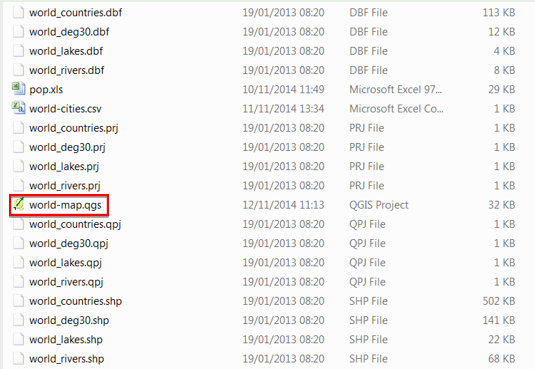 world_countries.dbf 19/01/2013 08:20 DBF File 113 KB
world_deg30.dbf 19/01/2013 08:20 DBF File 12 KB
world_lakes.dbf 19/01/2013 08:20 DBF File 4 KB
world_rivers.dbf 19/01/2013 08:20 DBF File 8 KB
pop.xls 10/11/2014 11:49 Microsoft Excel 97... 29 KB
world-cities.csv 11/11/2014 13:34 Microsoft Excel Co... 1 KB
world_countries.prj 19/01/2013 08:20 PRJ File 1 KB
world_deg30.prj 19/01/2013 08:20 PRJ File 1 KB
world_lakes.prj 19/01/2013 08:20 PRJ File 1 KB
world_rivers.prj 19/01/2013 08:20 PRJ File 1 KB
world-map.qgs 12/11/2014 11:13 QGIS Project 32 KB
world_countries.qpj 19/01/2013 08:20 QPJ File 1 KB
world_deg30.qpj 19/01/2013 08:20 QPJ File 1 KB
world_lakes.qpj 19/01/2013 08:20 QPJ File 1 KB
world_rivers.qpj 19/01/2013 08:20 QPJ File 1 KB
world_countries.shp 19/01/2013 08:20 SHP File 502 KB
world_deg30.shp 19/01/2013 08:20 SHP File 141 KB
world_lakes.shp 19/01/2013 08:20 SHP File 22 KB
world_rivers.shp 19/01/2013 08:20 SHP File 68 KB